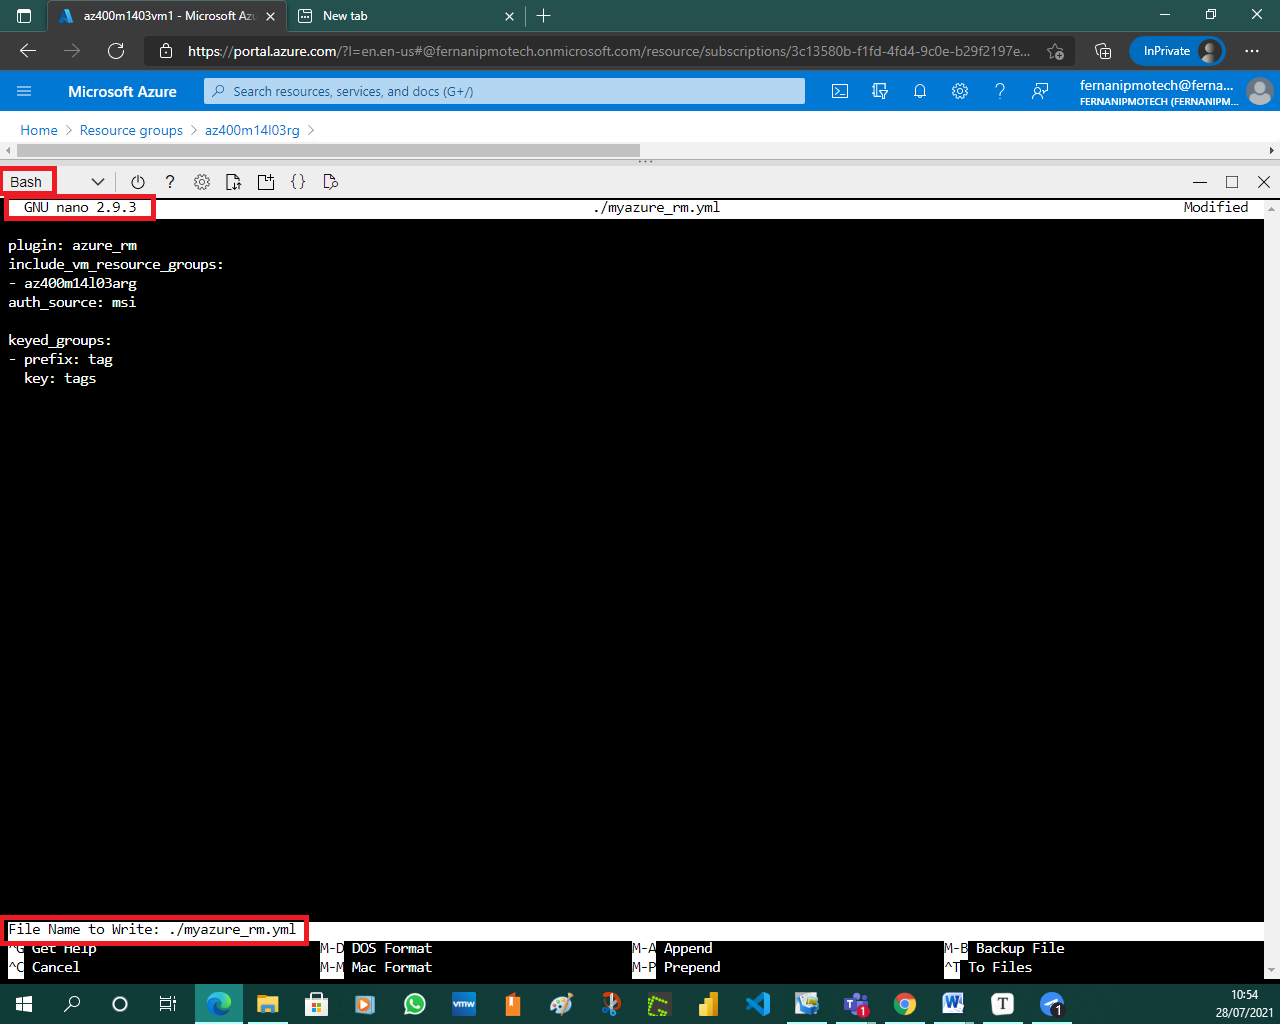 az400m1403vm1 - Microsoft Azu
New tab
https://portal.azure.com/?l=en.en-us#@fernanipmotech.onmicrosoft.com/resource/subscriptions/3c13580b-f1fd-4fd4-9c0e-b29f2197e...
InPrivate
Microsoft Azure
Search resources, services, and docs (G+/)
fernanipmotech@ferna...
FERNANIPMOTECH (FERNANIPM...
Home > Resource groups > az400m14l03rg >
Bash
GNU nano 2.9.3 ./myazure_rm.yml Modified
plugin: azure_rm
include_vm_resource_groups:
- az400m14l03arg
auth_source: msi
keyed_groups:
- prefix: tag
key: tags
File Name to Write: ./myazure_rm.yml
^G Get Help M-D DOS Format M-A Append M-B Backup File
^C Cancel M-M Mac Format M-P Prepend ^T To Files
vmw
1
W
T
1
10:54
28/07/2021